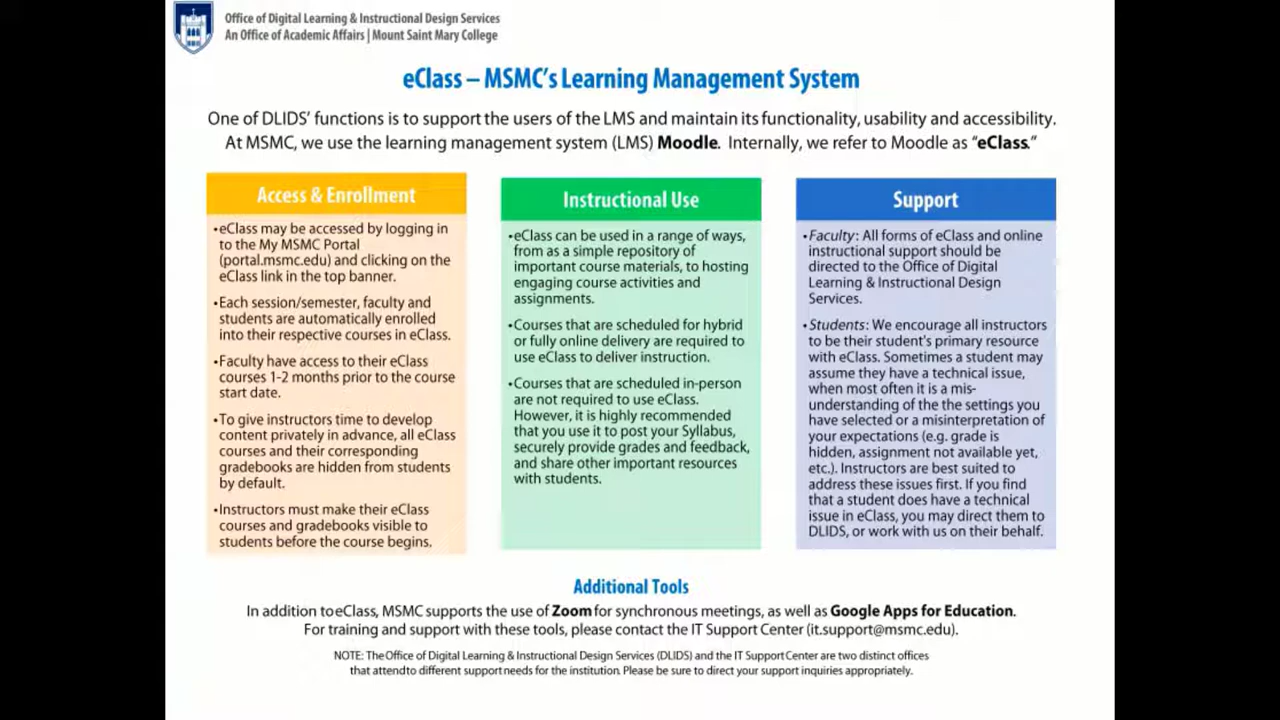 Office of Digital Learning & Instructional Design Services
An Office of Academic Affairs | Mount Saint Mary College
eClass – MSMC's Learning Management System
One of DLIDS' functions is to support the users of the LMS and maintain its functionality, usability and accessibility.
At MSMC, we use the learning management system (LMS) Moodle. Internally, we refer to Moodle as "eClass."
Access & Enrollment
•eClass may be accessed by logging in
to the My MSMC Portal
(portal.msmc.edu) and clicking on the
eClass link in the top banner.
•Each session/semester, faculty and
students are automatically enrolled
into their respective courses in eClass.
•Faculty have access to their eClass
courses 1-2 months prior to the course
start date.
•To give instructors time to develop
content privately in advance, all eClass
courses and their corresponding
gradebooks are hidden from students
by default.
•Instructors must make their eClass
courses and gradebooks visible to
students before the course begins.
Instructional Use
•eClass can be used in a range of ways,
from as a simple repository of
important course materials, to hosting
engaging course activities and
assignments.
•Courses that are scheduled for hybrid
or fully online delivery are required to
use eClass to deliver instruction.
•Courses that are scheduled in-person
are not required to use eClass.
However, it is highly recommended
that you use it to post your Syllabus,
securely provide grades and feedback,
and share other important resources
with students.
Support
•Faculty: All forms of eClass and online
instructional support should be
directed to the Office of Digital
Learning & Instructional Design
Services.
•Students: We encourage all instructors
to be their student's primary resource
with eClass. Sometimes a student may
assume they have a technical issue,
when most often it is a mis-
understanding of the the settings you
have selected or a misinterpretation of
your expectations (e.g. grade is
hidden, assignment not available yet,
etc.). Instructors are best suited to
address these issues first. If you find
that a student does have a technical
issue in eClass, you may direct them to
DLIDS, or work with us on their behalf.
Additional Tools
In addition to eClass, MSMC supports the use of Zoom for synchronous meetings, as well as Google Apps for Education.
For training and support with these tools, please contact the IT Support Center (it.support@msmc.edu).
NOTE: The Office of Digital Learning & Instructional Design Services (DLIDS) and the IT Support Center are two distinct offices
that attend to different support needs for the institution. Please be sure to direct your support inquiries appropriately.